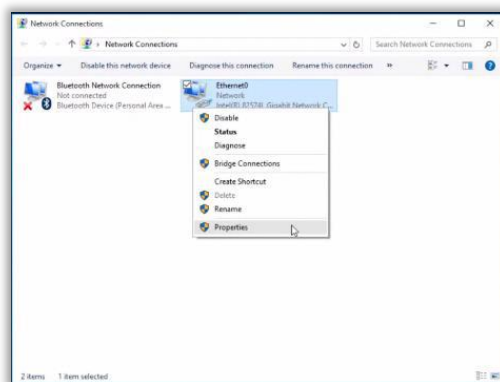 Network Connections
Network Connections
Search Network Connections
Organize
Disable this network device
Diagnose this connection
Rename this connection
»
Bluetooth Network Connection
Not connected
Bluetooth Device (Personal Area ...
Ethernet0
Network
Intel(R) 82574L Gigabit Network C...
Disable
Status
Diagnose
Bridge Connections
Create Shortcut
Delete
Rename
Properties
2 items
1 item selected